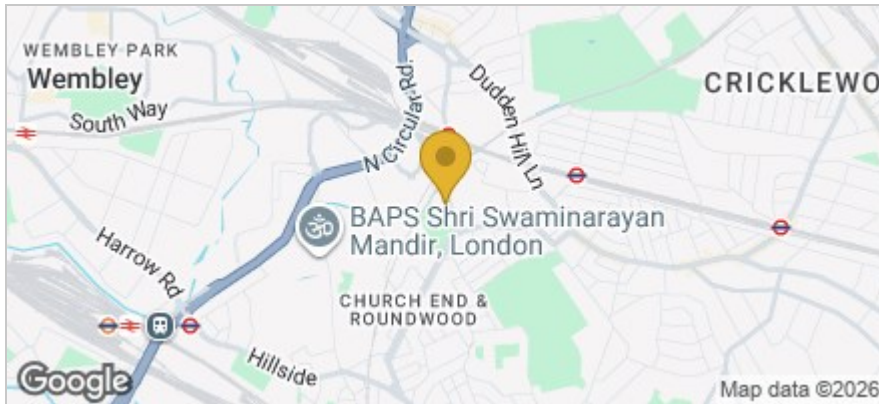 WEMBLEY PARK
Wembley
South Way
N Circular Rd.
Dudden Hill Ln
CRICKLEWO
Harrow Rd
BAPS Shri Swaminarayan
Mandir, London
CHURCH END &
ROUNDWOOD
Hillside
Google
Map data ©2026